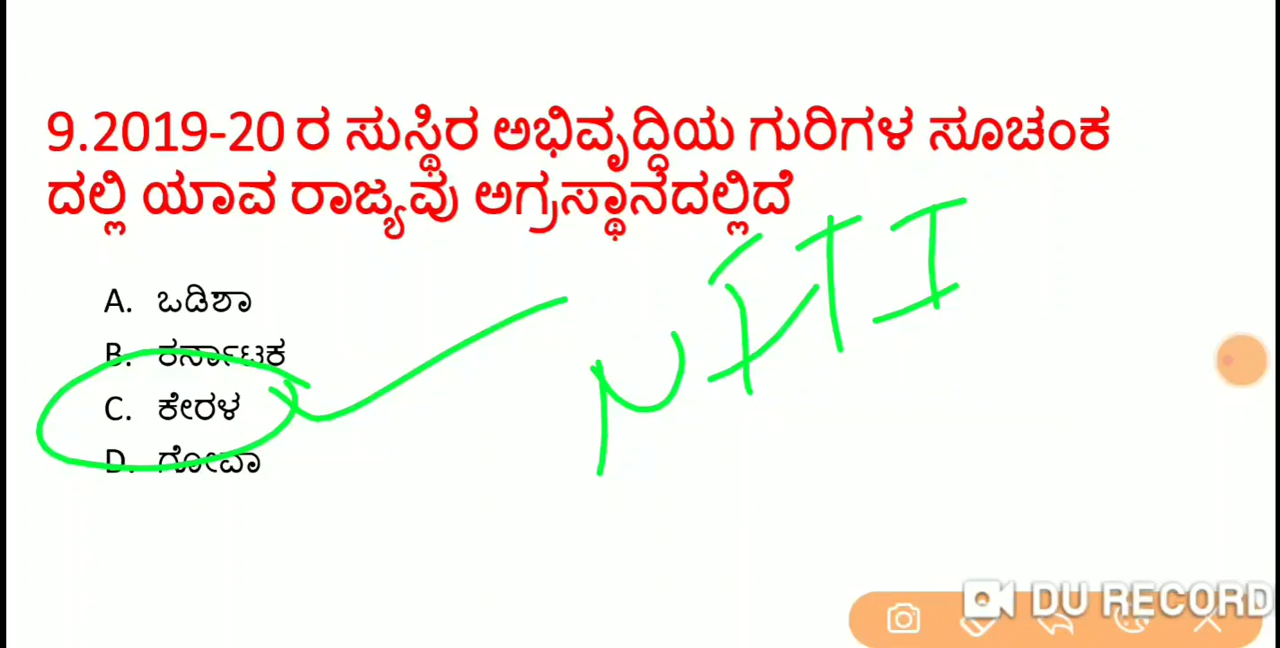 9.2019-20 ರ ಸುಸ್ಥಿರ ಅಭಿವೃದ್ಧಿಯ ಗುರಿಗಳ ಸೂಚಂಕ
ದಲ್ಲಿ ಯಾವ ರಾಜ್ಯವು ಅಗ್ರಸ್ಥಾನದಲ್ಲಿದೆ
A. ಒಡಿಶಾ
B. ಕರ್ನಾಟಕ
C. ಕೇರಳ
D. ಗೋವಾ
NITI
DU RECORD